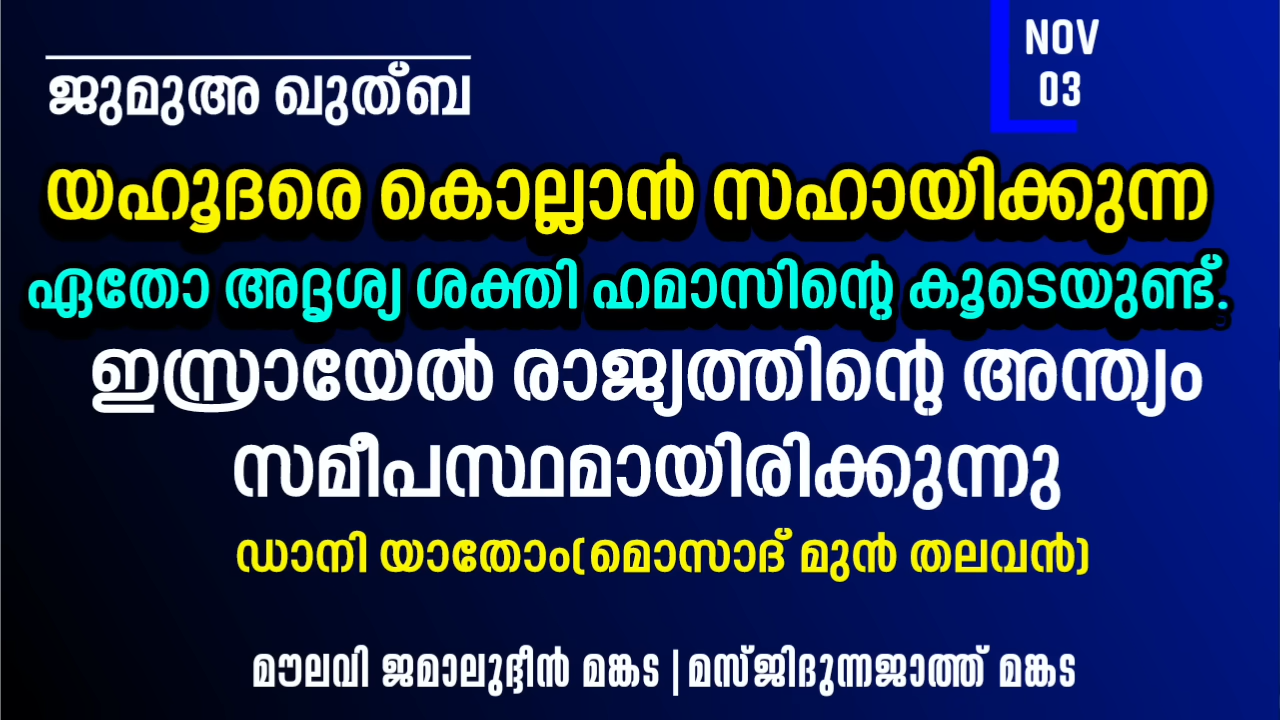 ജുമുഅ ഖുത്ബ
NOV
03
യഹൂദരെ കൊല്ലാൻ സഹായിക്കുന്ന
ഏതോ അദൃശ്യ ശക്തി ഹമാസിന്റെ കൂടെയുണ്ട്.
ഇസ്രായേൽ രാജ്യത്തിന്റെ അന്ത്യം
സമീപസ്ഥമായിരിക്കുന്നു
ഡാനി യാതോം(മൊസാദ് മുൻ തലവൻ)
മൗലവി ജമാലുദ്ദീൻ മങ്കട | മസ്ജിദുന്നജാത്ത് മങ്കട